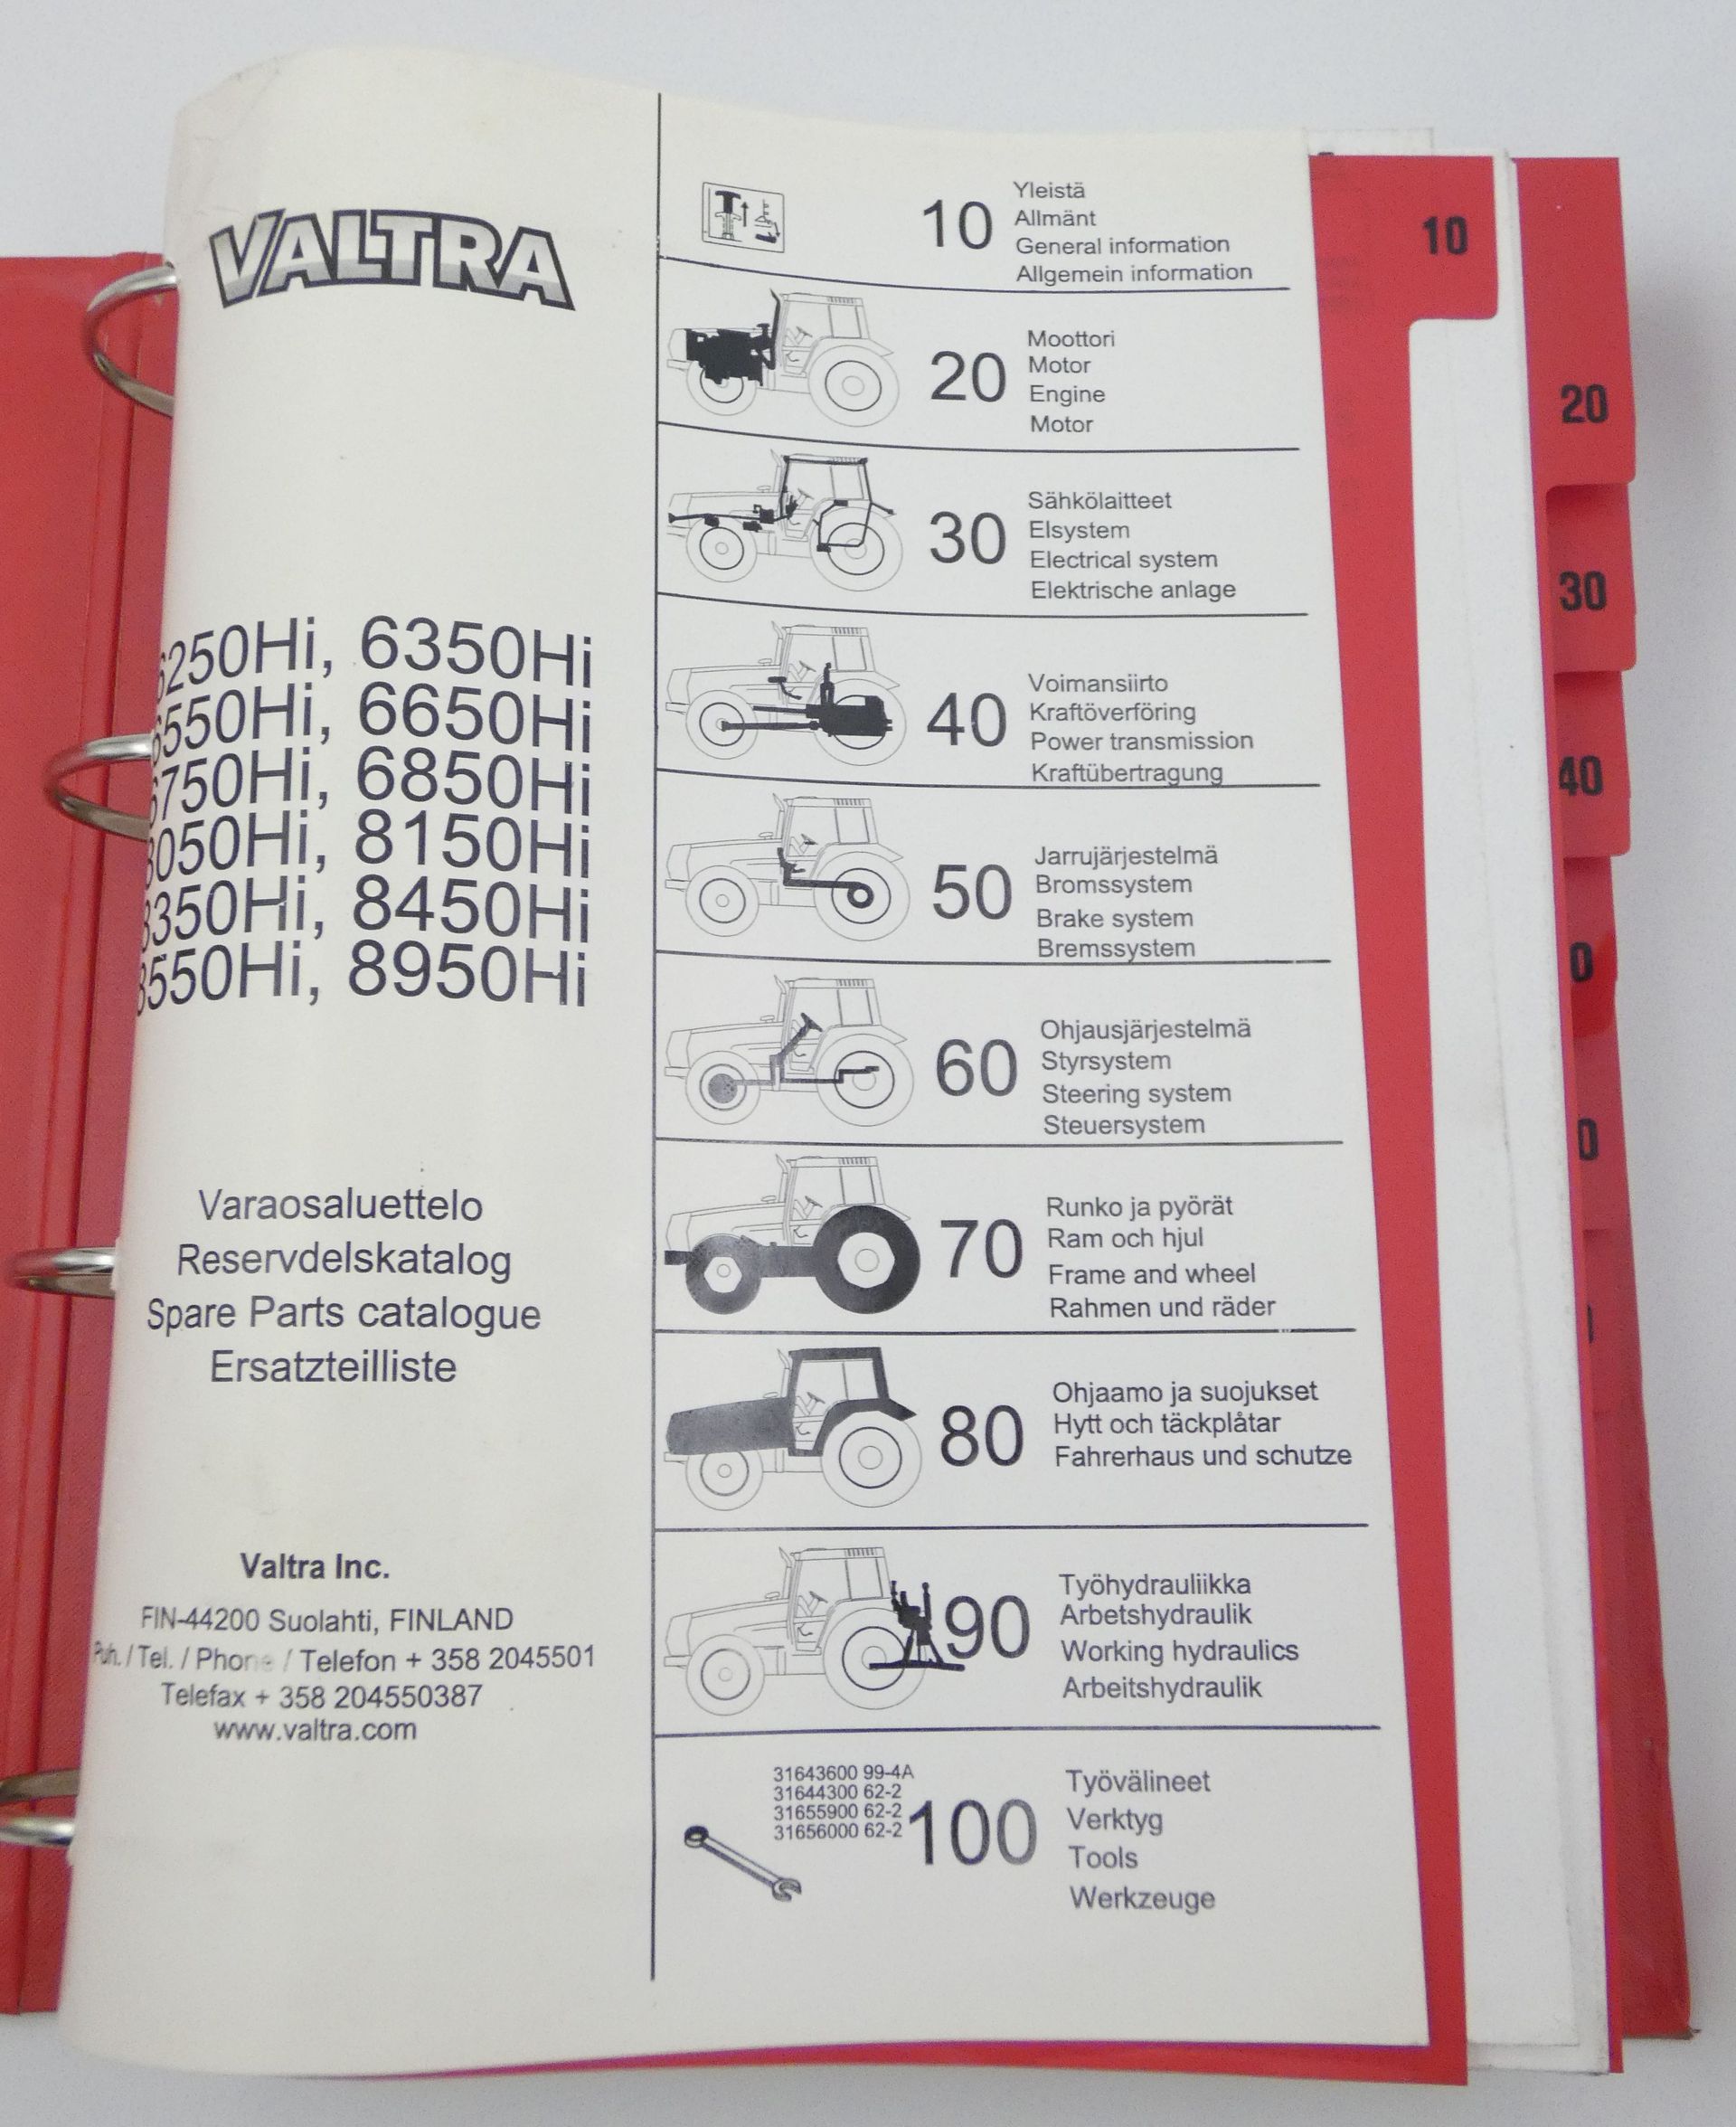 VALTRA
6250Hi, 6350Hi
6550Hi, 6650Hi
6750Hi, 6850Hi
8050Hi, 8150Hi
8350Hi, 8450Hi
8550Hi, 8950Hi
Varaosaluettelo
Reservdelskatalog
Spare Parts catalogue
Ersatzteilliste
Valtra Inc.
FIN-44200 Suolahti, FINLAND
Puh. / Tel. / Phone / Telefon + 358 2045501
Telefax + 358 204550387
www.valtra.com
10
Yleistä
Allmänt
General information
Allgemein information
20
Moottori
Motor
Engine
Motor
30
Sähkölaitteet
Elsystem
Electrical system
Elektrische anlage
40
Voimansiirto
Kraftöverföring
Power transmission
Kraftübertragung
50
Jarrujärjestelmä
Bromssystem
Brake system
Bremssystem
60
Ohjausjärjestelmä
Styrsystem
Steering system
Steuersystem
70
Runko ja pyörät
Ram och hjul
Frame and wheel
Rahmen und räder
80
Ohjaamo ja suojukset
Hytt och täckplåtar
Fahrerhaus und schutze
90
Työhydrauliikka
Arbetshydraulik
Working hydraulics
Arbeitshydraulik
31643600 99-4A
31644300 62-2
31655900 62-2
31656000 62-2
100
Työvälineet
Verktyg
Tools
Werkzeuge
10
20
30
40
0
0